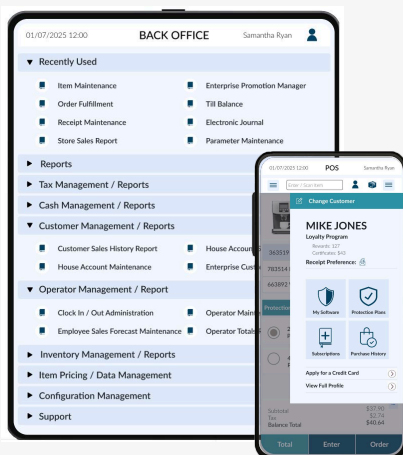 01/07/2025 12:00 BACK OFFICE Samantha Ryan
Recently Used
Item Maintenance Enterprise Promotion Manager
Order Fulfillment Till Balance
Receipt Maintenance Electronic Journal
Store Sales Report Parameter Maintenance
Reports
Tax Management / Reports
Cash Management / Reports
Customer Management / Reports
Customer Sales History Report House Accoun
House Account Maintenance Enterprise Custo
Operator Management / Report
Clock In / Out Administration Operator Mainte
Employee Sales Forecast Maintenance Operator Totals
Inventory Management / Reports
Item Pricing / Data Management
Configuration Management
Support
01/07/2025 12:00 POS Samantha Ryan
Enter / Scan Item
Change Customer
MIKE JONES
Loyalty Program
Rewards: 127
Certificates: $43
Receipt Preference:
363519
783514
663892
Protection
My Software Protection Plans
Subscriptions Purchase History
Apply for a Credit Card
View Full Profile
Subtotal $37.90
Tax $2.74
Balance Total $40.64
Total Enter Order